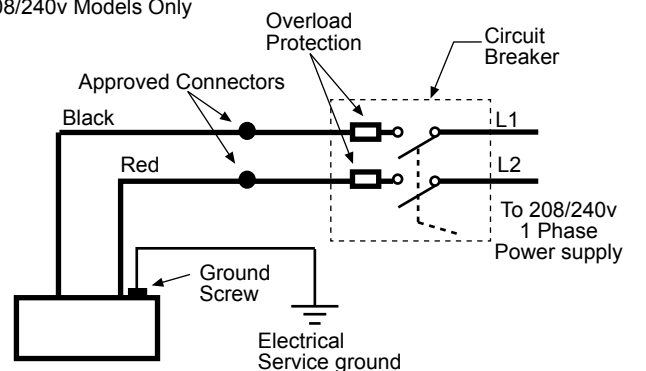 08/240v Models Only
Overload
Protection
Circuit
Breaker
Approved Connectors
Black
L1
Red
L2
To 208/240v
1 Phase
Power supply
Ground
Screw
Electrical
Service ground